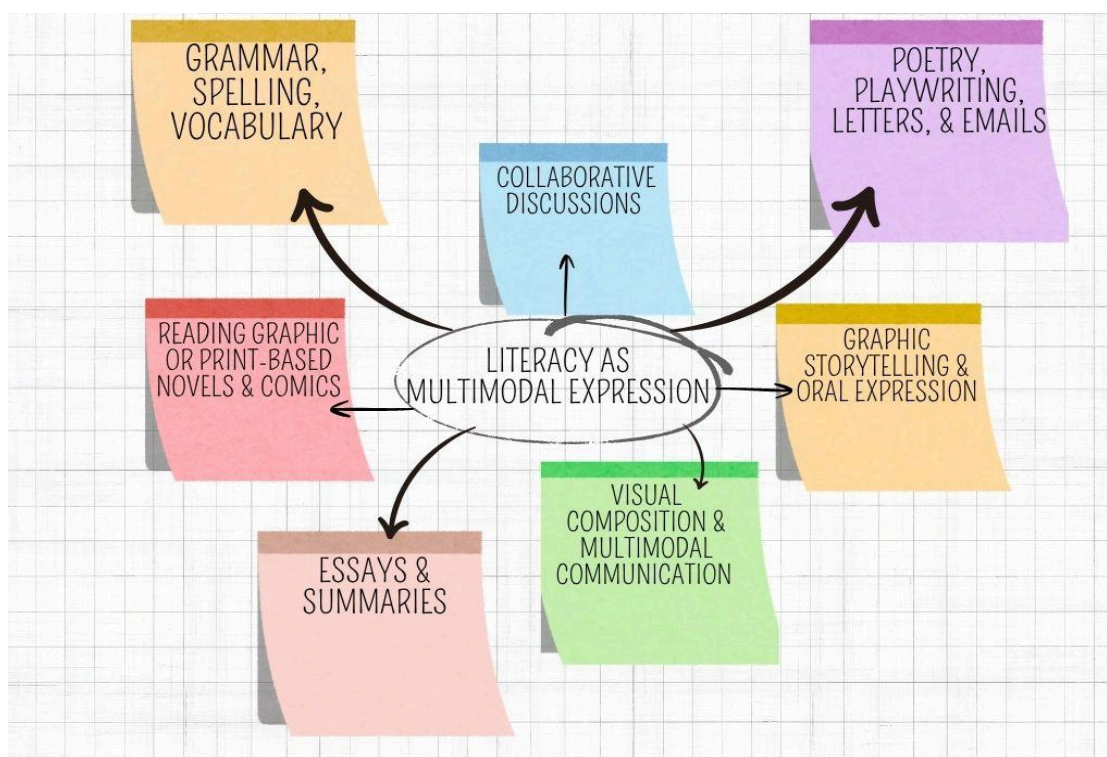 GRAMMAR,
SPELLING,
VOCABULARY
POETRY,
PLAYWRITING,
LETTERS, & EMAILS
COLLABORATIVE
DISCUSSIONS
READING GRAPHIC
OR PRINT-BASED
NOVELS & COMICS
LITERACY AS
MULTIMODAL EXPRESSION
GRAPHIC
STORYTELLING &
ORAL EXPRESSION
VISUAL
COMPOSITION &
MULTIMODAL
COMMUNICATION
ESSAYS &
SUMMARIES